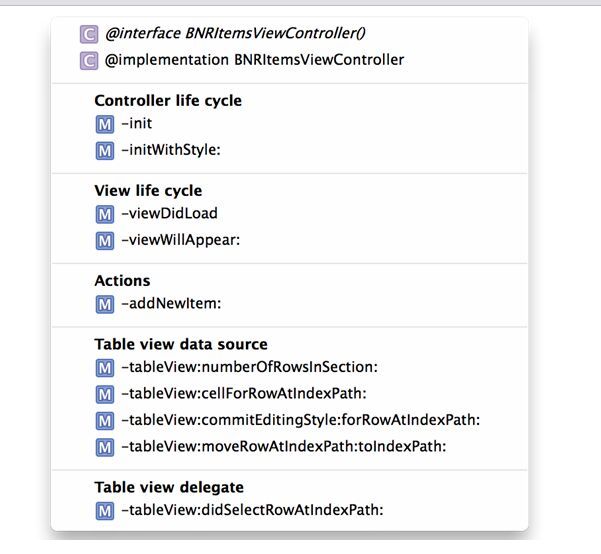 C @interface BNRItemsViewController()
C @implementation BNRItemsViewController
Controller life cycle
M -init
M -initWithStyle:
View life cycle
M -viewDidLoad
M -viewWillAppear:
Actions
M -addNewItem:
Table view data source
M -tableView:numberOfRowsInSection:
M -tableView:cellForRowAtIndexPath:
M -tableView:commitEditingStyle:forRowAtIndexPath:
M -tableView:moveRowAtIndexPath:toIndexPath:
Table view delegate
M -tableView:didSelectRowAtIndexPath: